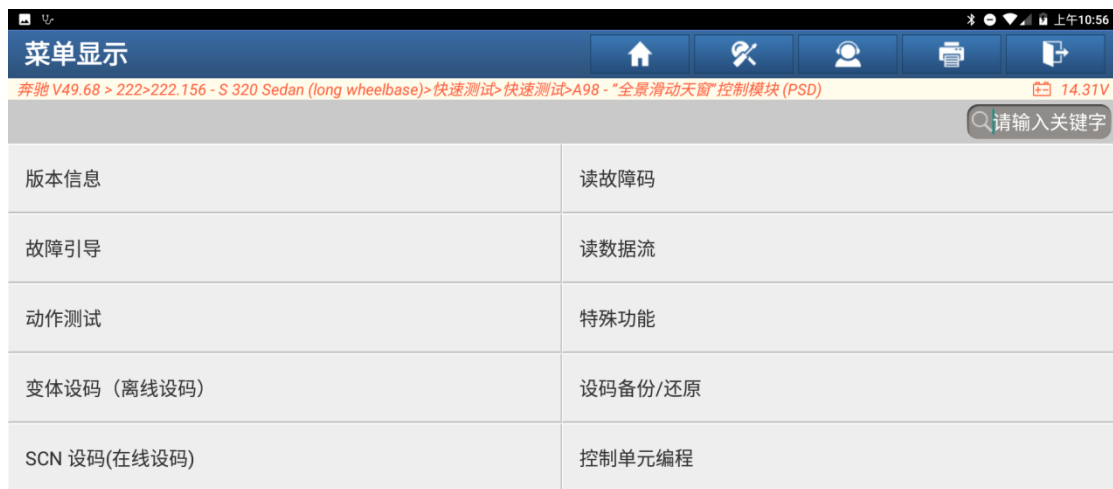 上午10:56
菜单显示
奔驰 V49.68 > 222>222.156 - S 320 Sedan (long wheelbase)>快速测试>快速测试>A98 - "全景滑动天窗"控制模块 (PSD) 14.31V
请输入关键字
版本信息 读故障码
故障引导 读数据流
动作测试 特殊功能
变体设码（离线设码） 设码备份/还原
SCN 设码(在线设码) 控制单元编程